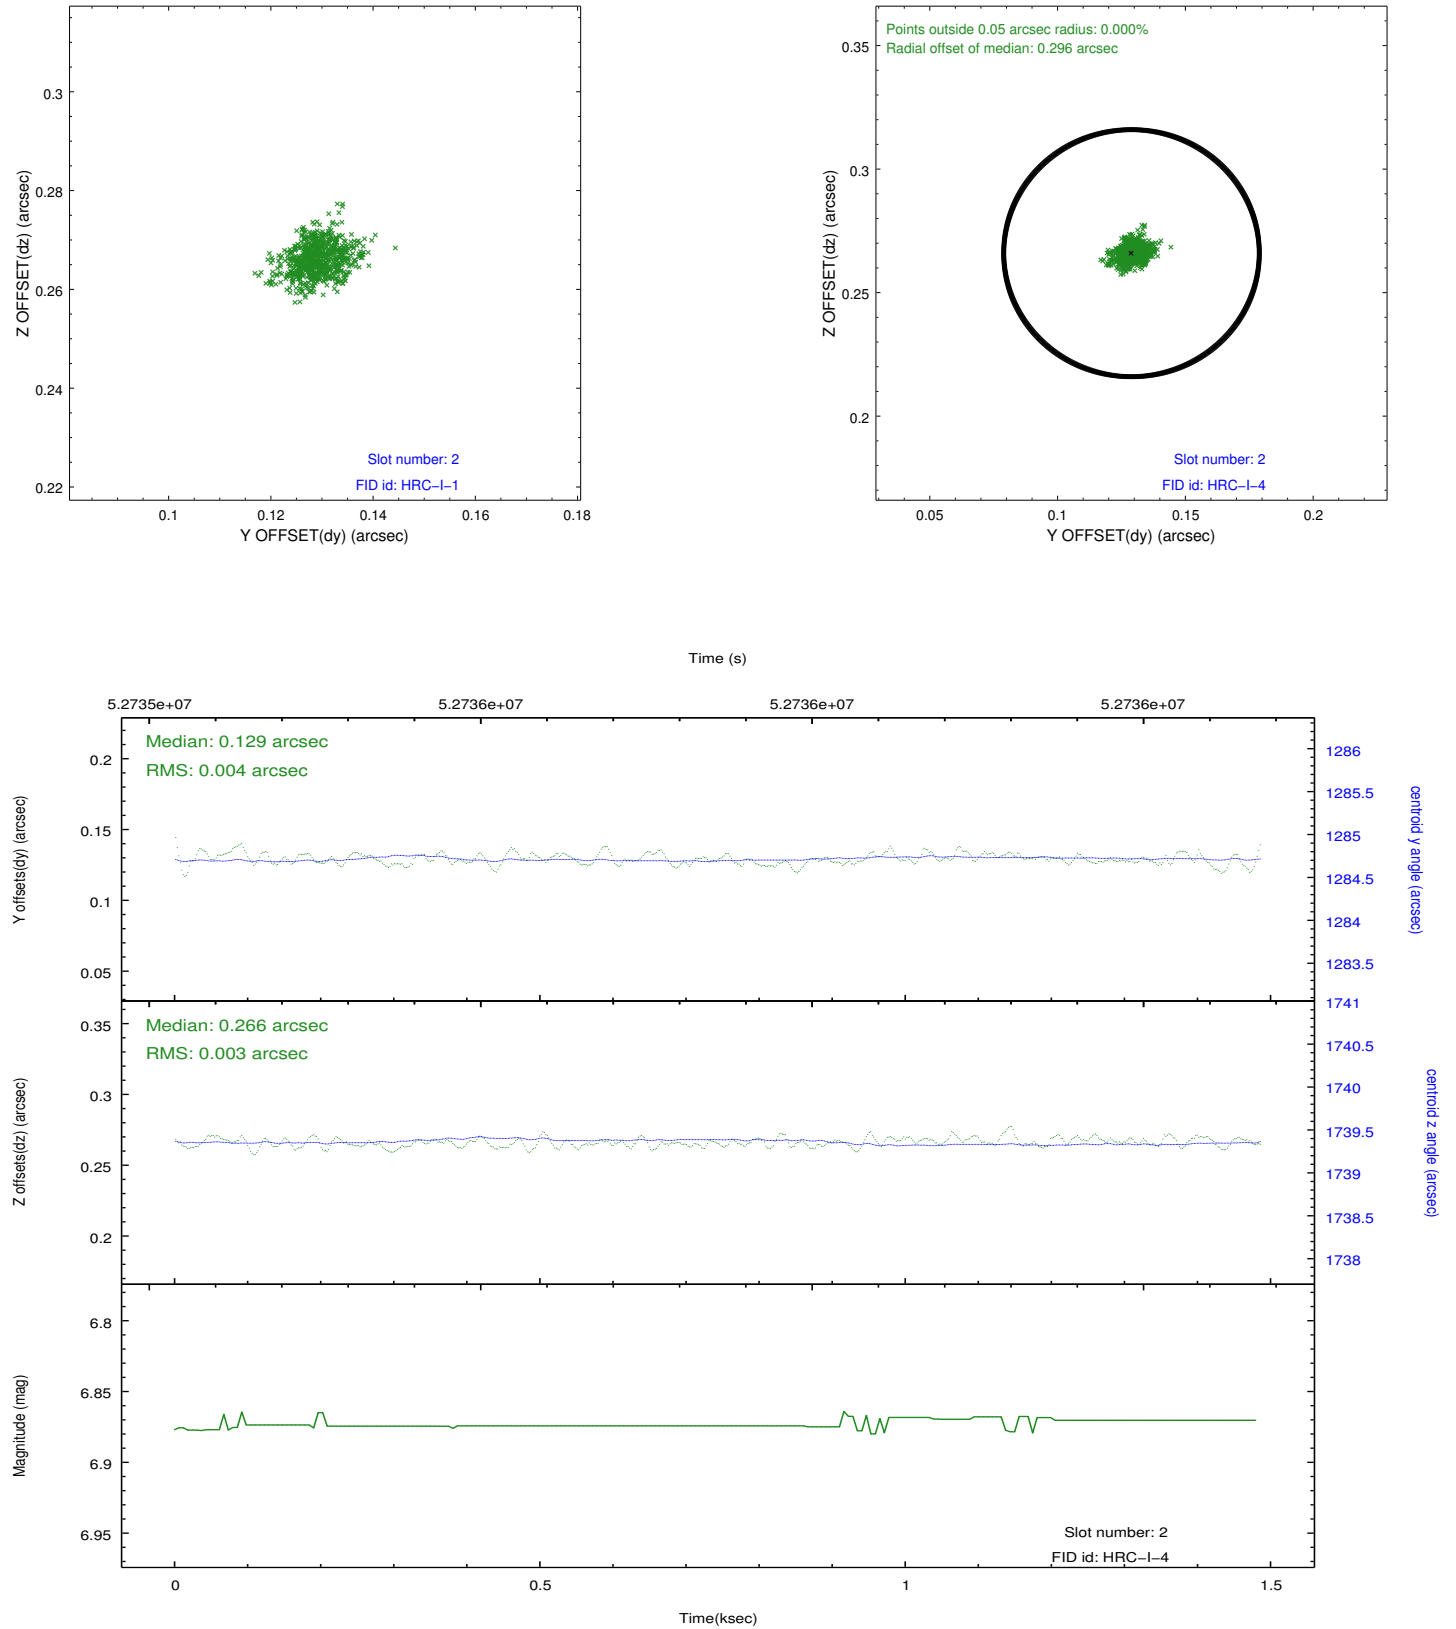 0.3
0.28
0.26
0.24
0.22
Z OFFSET(dz) (arcsec)
Slot number: 2
FID id: HRC−I−1
0.1 0.12 0.14 0.16 0.18
Y OFFSET(dy) (arcsec)
Points outside 0.05 arcsec radius: 0.000%
Radial offset of median: 0.296 arcsec
0.35
0.3
0.25
0.2
Z OFFSET(dz) (arcsec)
Slot number: 2
FID id: HRC−I−4
0.05 0.1 0.15 0.2
Y OFFSET(dy) (arcsec)
Time (s)
5.2735e+07 5.2736e+07 5.2736e+07 5.2736e+07
Median: 0.129 arcsec
RMS: 0.004 arcsec
0.2
0.15
0.1
0.05
Y offsets(dy) (arcsec)
1286
1285.5
1285
1284.5
1284
1283.5
centroid y angle (arcsec)
Median: 0.266 arcsec
RMS: 0.003 arcsec
0.35
0.3
0.25
0.2
Z offsets(dz) (arcsec)
1741
1740.5
1740
1739.5
1739
1738.5
1738
centroid z angle (arcsec)
6.8
6.85
6.9
6.95
Magnitude (mag)
Slot number: 2
FID id: HRC−I−4
0 0.5 1 1.5
Time(ksec)